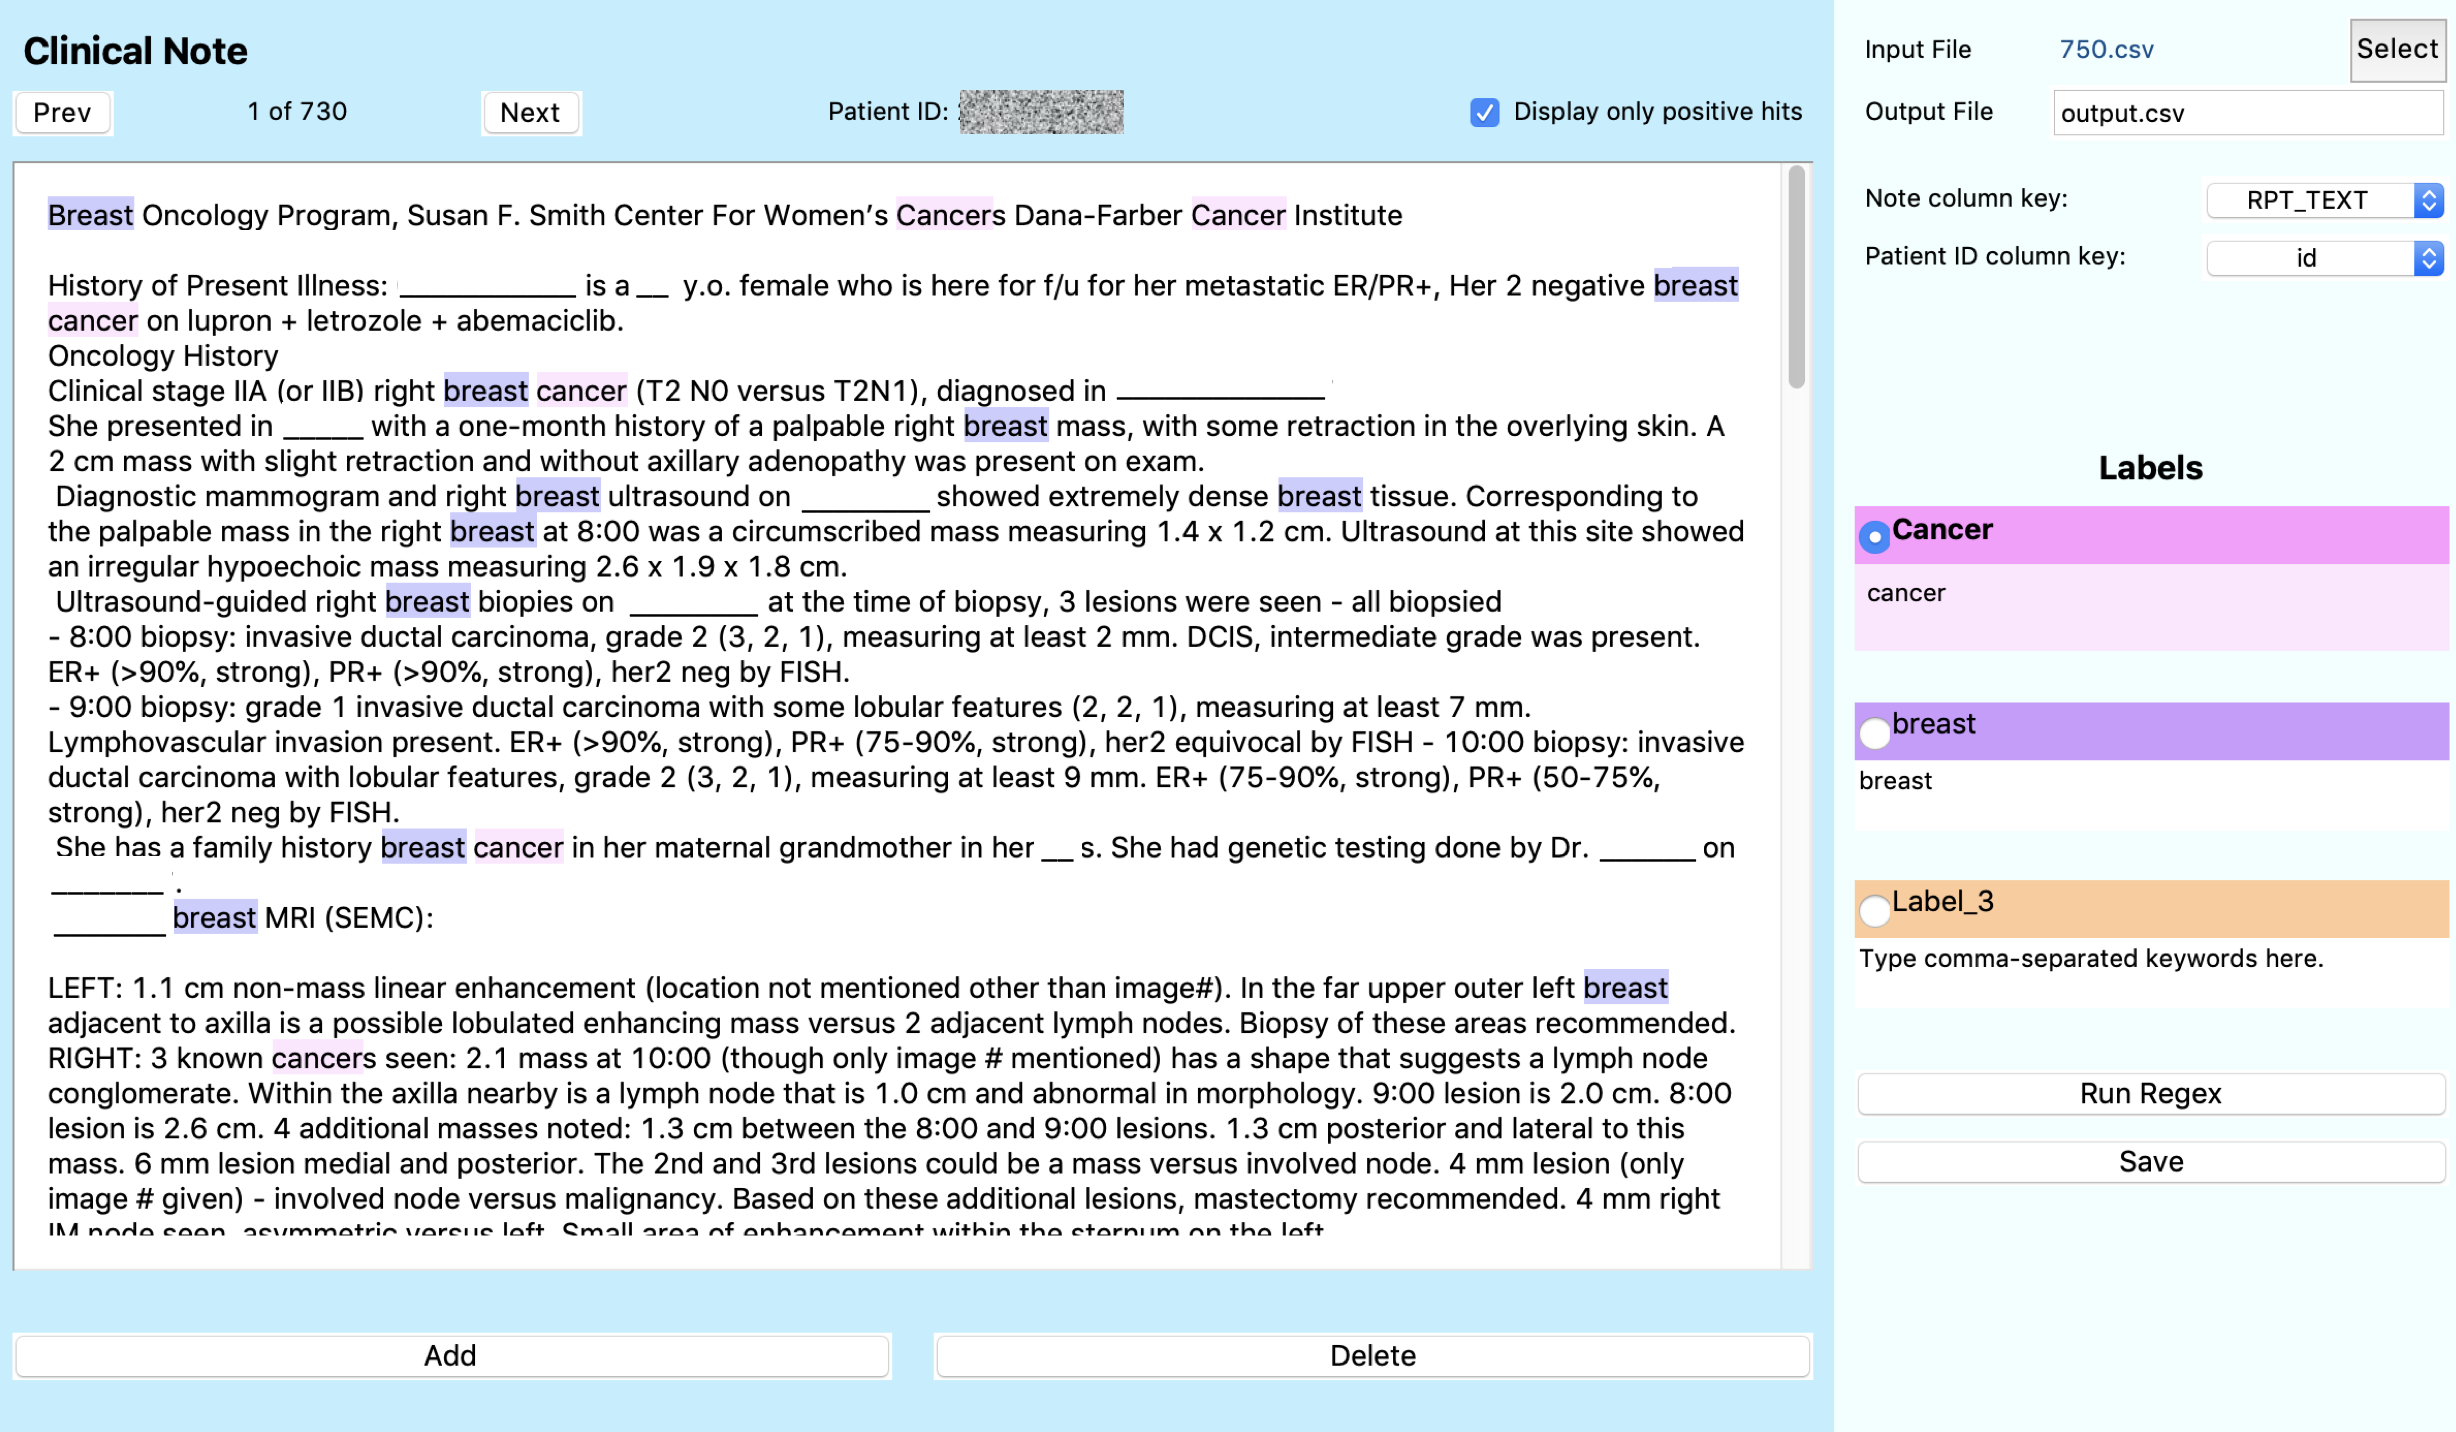 Clinical Note
Prev 1 of 730 Next Patient ID: Display only positive hits
Breast Oncology Program, Susan F. Smith Center For Women's Cancers Dana-Farber Cancer Institute
History of Present Illness: ___________ is a __ y.o. female who is here for f/u for her metastatic ER/PR+, Her 2 negative breast
cancer on lupron + letrozole + abemaciclib.
Oncology History
Clinical stage IIA (or IIB) right breast cancer (T2 N0 versus T2N1), diagnosed in _____________
She presented in _____ with a one-month history of a palpable right breast mass, with some retraction in the overlying skin. A
2 cm mass with slight retraction and without axillary adenopathy was present on exam.
Diagnostic mammogram and right breast ultrasound on ________ showed extremely dense breast tissue. Corresponding to
the palpable mass in the right breast at 8:00 was a circumscribed mass measuring 1.4 x 1.2 cm. Ultrasound at this site showed
an irregular hypoechoic mass measuring 2.6 x 1.9 x 1.8 cm.
Ultrasound-guided right breast biopies on ________ at the time of biopsy, 3 lesions were seen - all biopsied
- 8:00 biopsy: invasive ductal carcinoma, grade 2 (3, 2, 1), measuring at least 2 mm. DCIS, intermediate grade was present.
ER+ (>90%, strong), PR+ (>90%, strong), her2 neg by FISH.
- 9:00 biopsy: grade 1 invasive ductal carcinoma with some lobular features (2, 2, 1), measuring at least 7 mm.
Lymphovascular invasion present. ER+ (>90%, strong), PR+ (75-90%, strong), her2 equivocal by FISH - 10:00 biopsy: invasive
ductal carcinoma with lobular features, grade 2 (3, 2, 1), measuring at least 9 mm. ER+ (75-90%, strong), PR+ (50-75%,
strong), her2 neg by FISH.
She has a family history breast cancer in her maternal grandmother in her __ s. She had genetic testing done by Dr. ______ on
_______ .
_______ breast MRI (SEMC):
LEFT: 1.1 cm non-mass linear enhancement (location not mentioned other than image#). In the far upper outer left breast
adjacent to axilla is a possible lobulated enhancing mass versus 2 adjacent lymph nodes. Biopsy of these areas recommended.
RIGHT: 3 known cancers seen: 2.1 mass at 10:00 (though only image # mentioned) has a shape that suggests a lymph node
conglomerate. Within the axilla nearby is a lymph node that is 1.0 cm and abnormal in morphology. 9:00 lesion is 2.0 cm. 8:00
lesion is 2.6 cm. 4 additional masses noted: 1.3 cm between the 8:00 and 9:00 lesions. 1.3 cm posterior and lateral to this
mass. 6 mm lesion medial and posterior. The 2nd and 3rd lesions could be a mass versus involved node. 4 mm lesion (only
image # given) - involved node versus malignancy. Based on these additional lesions, mastectomy recommended. 4 mm right
IM node seen, asymmetric versus left. Small area of enhancement within the sternum on the left
Add Delete
Input File 750.csv Select
Output File output.csv
Note column key: RPT_TEXT
Patient ID column key: id
Labels
Cancer
cancer
breast
breast
Label_3
Type comma-separated keywords here.
Run Regex
Save